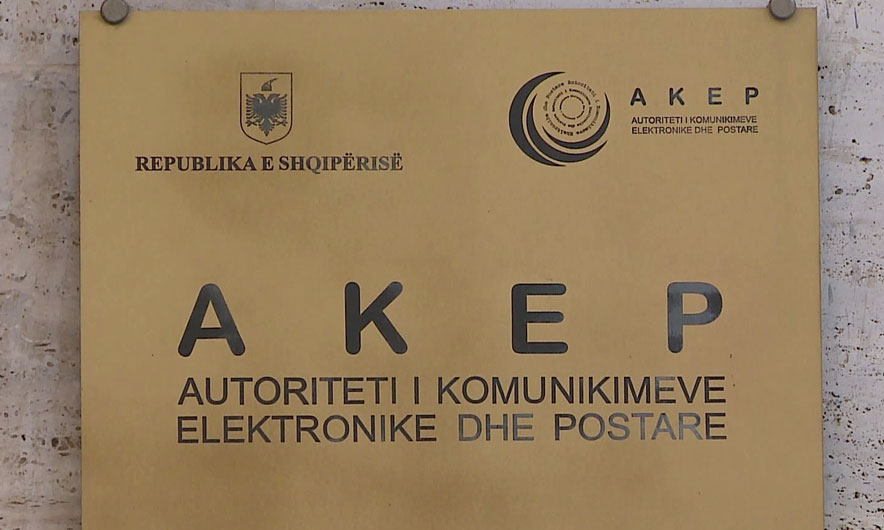 REPUBLIKA E SHQIPËRISË
A K E P
AUTORITETI I KOMUNIKIMEVE
ELEKTRONIKE DHE POSTARE
A K E P
AUTORITETI I KOMUNIKIMEVE
ELEKTRONIKE DHE POSTARE